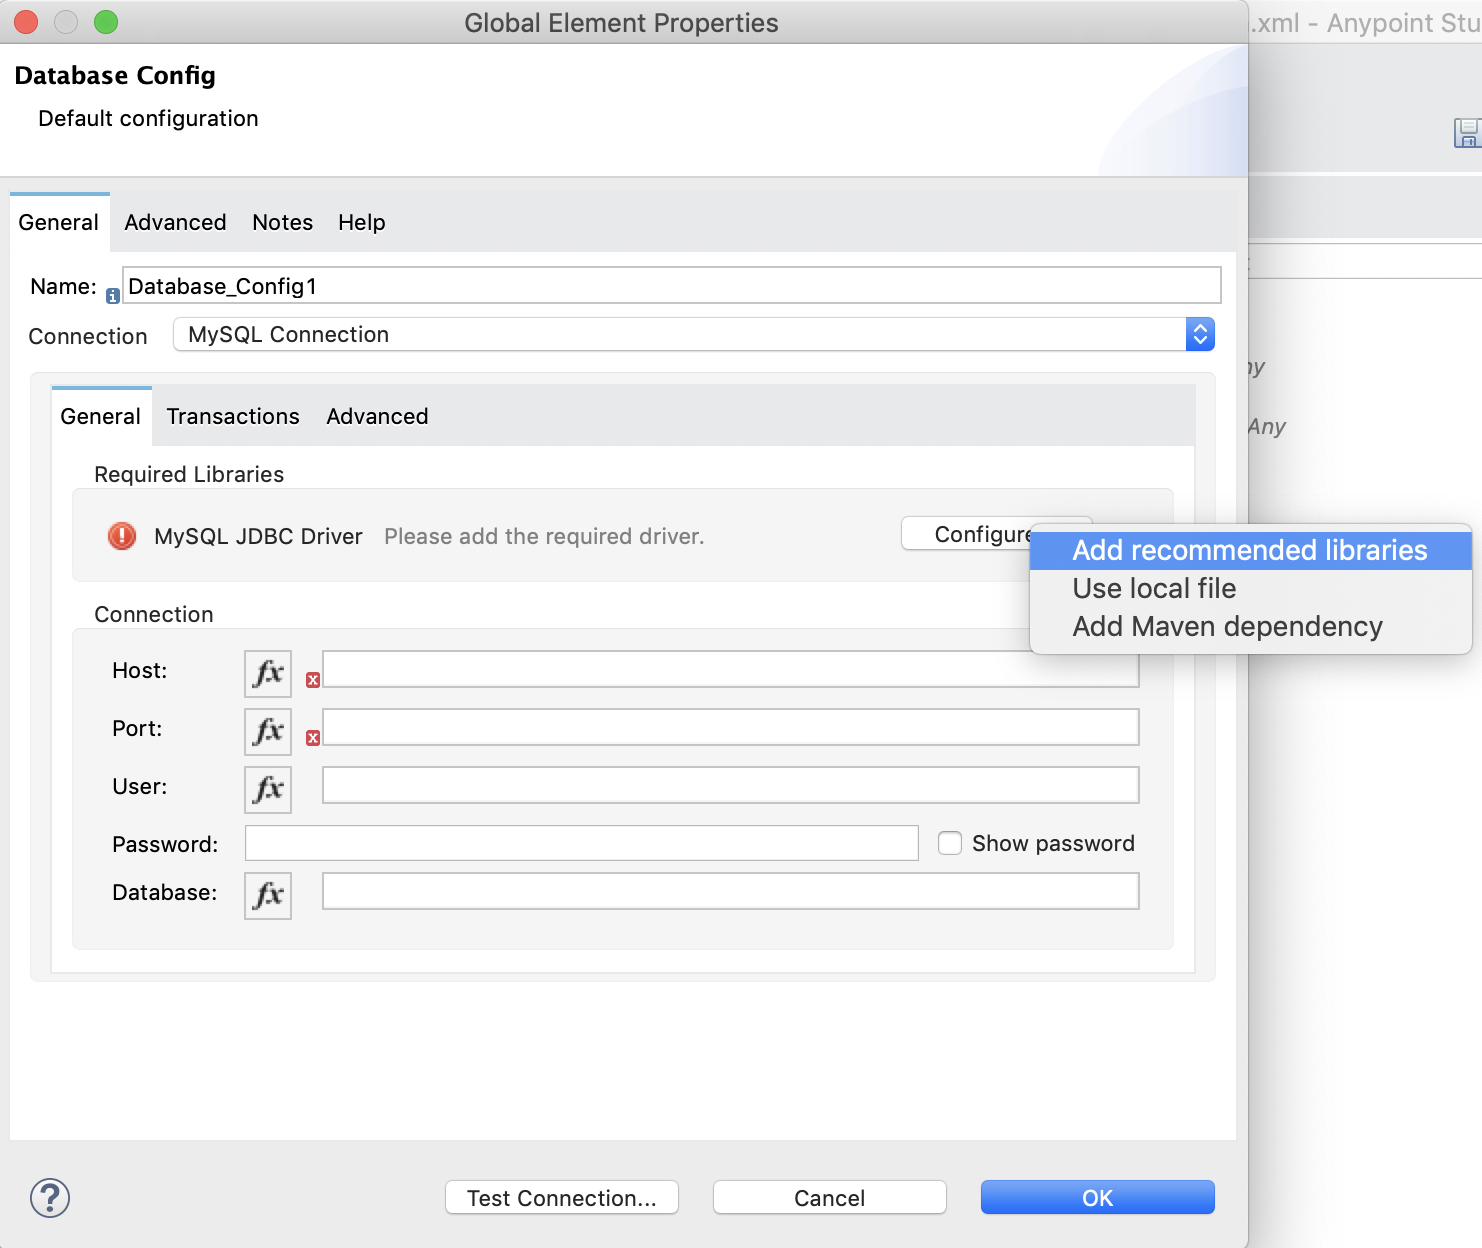 Global Element Properties
.xml - Anypoint Stu
Database Config
Default configuration
General Advanced Notes Help
Name: Database_Config1
Connection MySQL Connection
General Transactions Advanced
Required Libraries
MySQL JDBC Driver Please add the required driver. Configure
Add recommended libraries
Use local file
Add Maven dependency
Connection
Host: fx
Port: fx
User: fx
Password: Show password
Database: fx
Any
Test Connection... Cancel OK